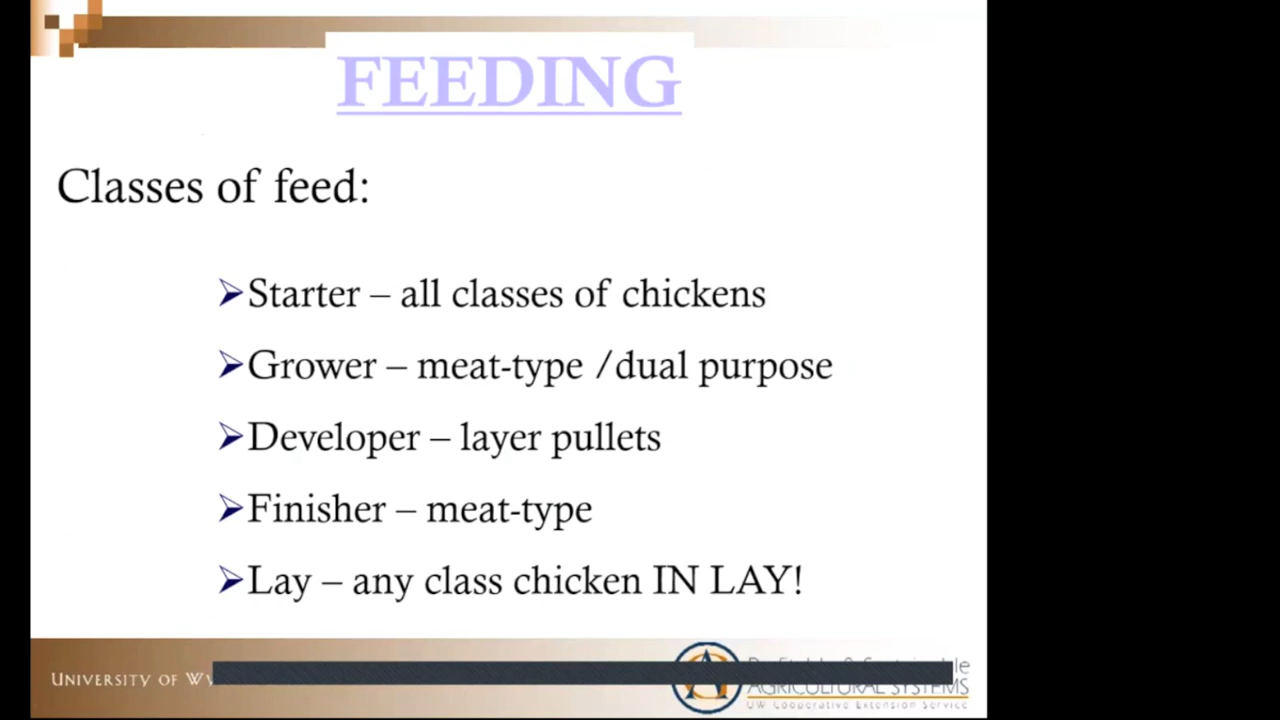 FEEDING
Classes of feed:
➢Starter – all classes of chickens
➢Grower – meat-type /dual purpose
➢Developer – layer pullets
➢Finisher – meat-type
➢Lay – any class chicken IN LAY!
UNIVERSITY OF
AGRICULTURAL SYSTEMS
UW Cooperative Extension Service